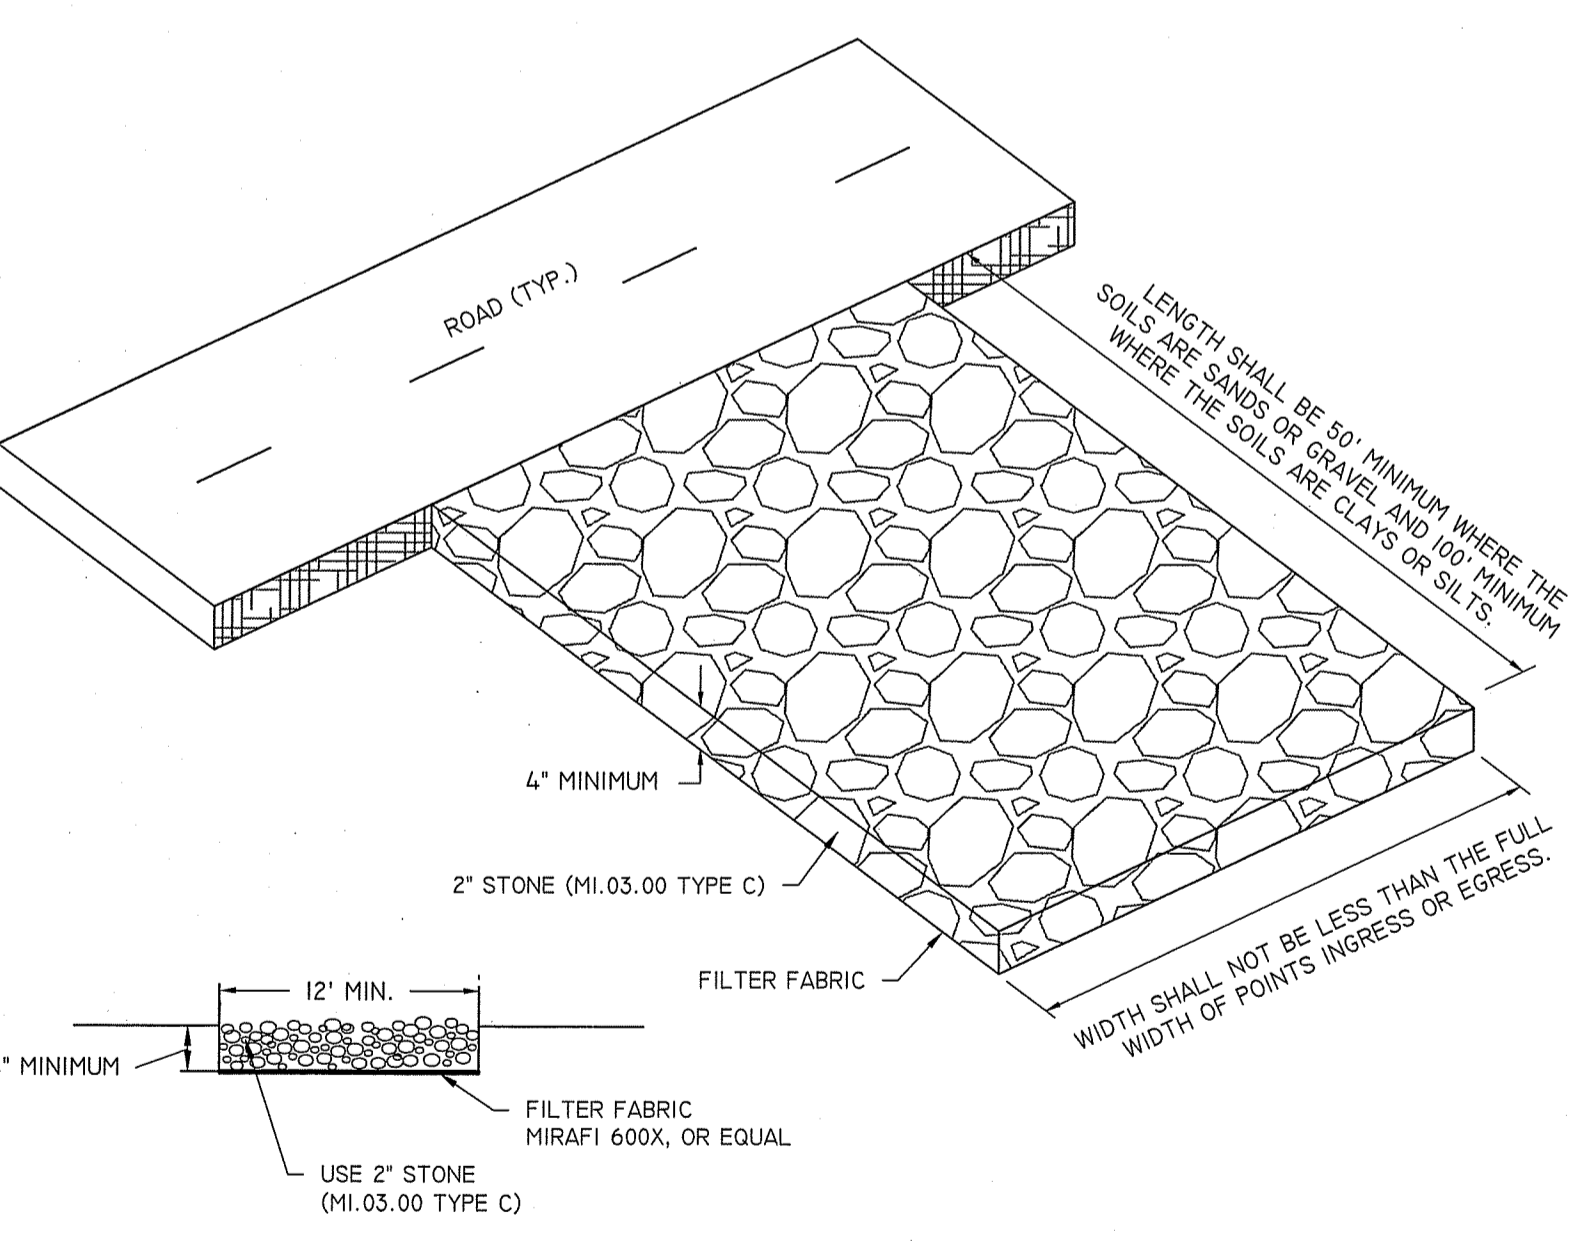 ROAD (TYP.)
LENGTH SHALL BE 50' MINIMUM WHERE THE
SOILS ARE SANDS OR GRAVEL AND 100' MINIMUM
WHERE THE SOILS ARE CLAYS OR SILTS.
4" MINIMUM
2" STONE (MI.03.00 TYPE C)
FILTER FABRIC
WIDTH SHALL NOT BE LESS THAN THE FULL
WIDTH OF POINTS INGRESS OR EGRESS.
12' MIN.
" MINIMUM
FILTER FABRIC
MIRAFI 600X, OR EQUAL
USE 2" STONE
(MI.03.00 TYPE C)